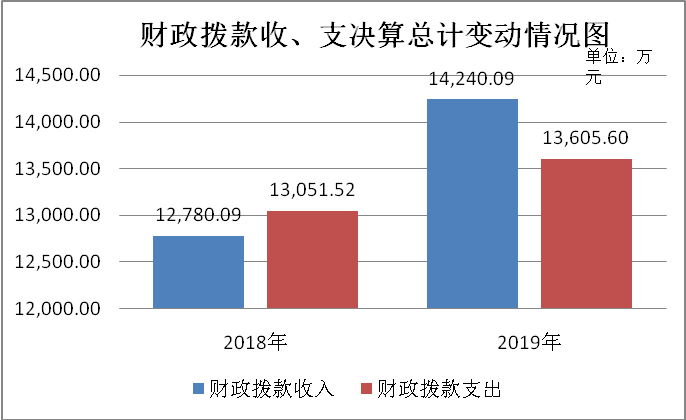 财政拨款收、支决算总计变动情况图
单位：万
元
14,500.00
14,000.00
13,500.00
13,000.00
12,500.00
12,000.00
12,780.09
13,051.52
14,240.09
13,605.60
2018年
2019年
财政拨款收入
财政拨款支出